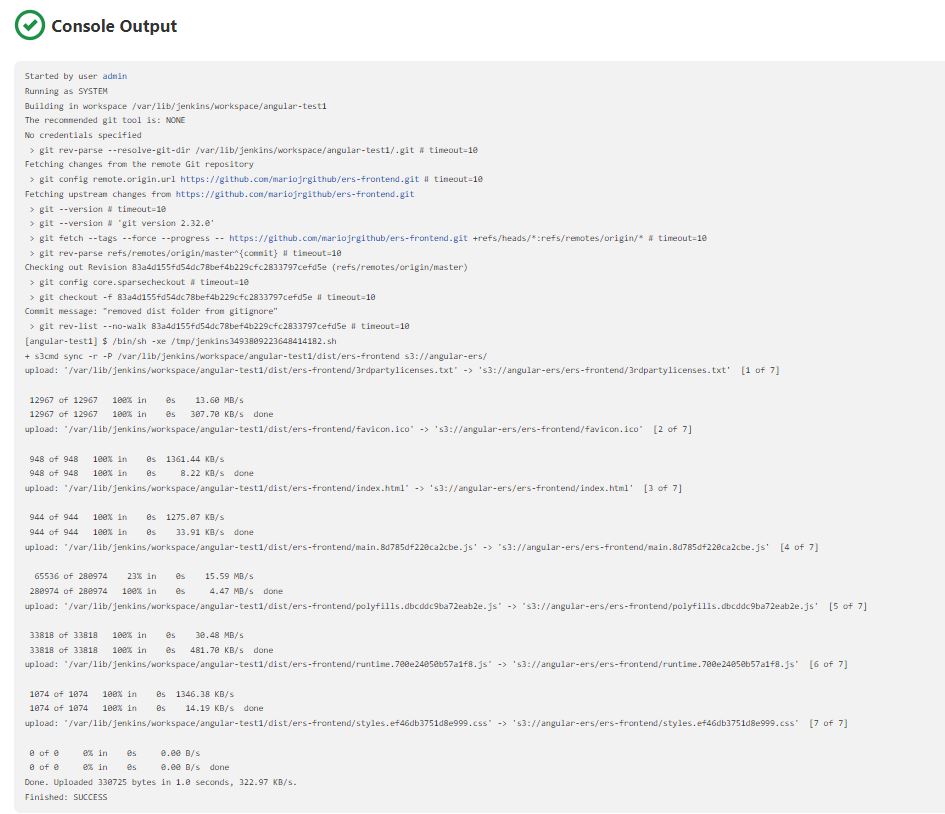 Console Output
Started by user admin
Running as SYSTEM
Building in workspace /var/lib/jenkins/workspace/angular-test1
The recommended git tool is: NONE
No credentials specified
> git rev-parse --resolve-git-dir /var/lib/jenkins/workspace/angular-test1/.git # timeout=10
Fetching changes from the remote Git repository
> git config remote.origin.url https://github.com/mariojrgithub/ers-frontend.git # timeout=10
Fetching upstream changes from https://github.com/mariojrgithub/ers-frontend.git
> git --version # timeout=10
> git --version # 'git version 2.32.0'
> git fetch --tags --force --progress -- https://github.com/mariojrgithub/ers-frontend.git +refs/heads/*:refs/remotes/origin/* # timeout=10
> git rev-parse refs/remotes/origin/master^{commit} # timeout=10
Checking out Revision 83a4d155fd54dc78bef4b229cfc2833797cefd5e (refs/remotes/origin/master)
> git config core.sparsecheckout # timeout=10
> git checkout -f 83a4d155fd54dc78bef4b229cfc2833797cefd5e # timeout=10
Commit message: "removed dist folder from gitignore"
> git rev-list --no-walk 83a4d155fd54dc78bef4b229cfc2833797cefd5e # timeout=10
[angular-test1] $ /bin/sh -xe /tmp/jenkins3493809223648414182.sh
+ s3cmd sync -r -P /var/lib/jenkins/workspace/angular-test1/dist/ers-frontend s3://angular-ers/
upload: '/var/lib/jenkins/workspace/angular-test1/dist/ers-frontend/3rdpartylicenses.txt' -> 's3://angular-ers/ers-frontend/3rdpartylicenses.txt' [1 of 7]
12967 of 12967 100% in 0s 13.60 MB/s
12967 of 12967 100% in 0s 307.70 KB/s done
upload: '/var/lib/jenkins/workspace/angular-test1/dist/ers-frontend/favicon.ico' -> 's3://angular-ers/ers-frontend/favicon.ico' [2 of 7]
948 of 948 100% in 0s 1361.44 KB/s
948 of 948 100% in 0s 8.22 KB/s done
upload: '/var/lib/jenkins/workspace/angular-test1/dist/ers-frontend/index.html' -> 's3://angular-ers/ers-frontend/index.html' [3 of 7]
944 of 944 100% in 0s 1275.07 KB/s
944 of 944 100% in 0s 33.91 KB/s done
upload: '/var/lib/jenkins/workspace/angular-test1/dist/ers-frontend/main.8d785df220ca2cbe.js' -> 's3://angular-ers/ers-frontend/main.8d785df220ca2cbe.js' [4 of 7]
65536 of 280974 23% in 0s 15.59 MB/s
280974 of 280974 100% in 0s 4.47 MB/s done
upload: '/var/lib/jenkins/workspace/angular-test1/dist/ers-frontend/polyfills.dbcddc9ba72eab2e.js' -> 's3://angular-ers/ers-frontend/polyfills.dbcddc9ba72eab2e.js' [5 of 7]
33818 of 33818 100% in 0s 30.48 MB/s
33818 of 33818 100% in 0s 481.70 KB/s done
upload: '/var/lib/jenkins/workspace/angular-test1/dist/ers-frontend/runtime.700e24050b57a1f8.js' -> 's3://angular-ers/ers-frontend/runtime.700e24050b57a1f8.js' [6 of 7]
1074 of 1074 100% in 0s 1346.38 KB/s
1074 of 1074 100% in 0s 14.19 KB/s done
upload: '/var/lib/jenkins/workspace/angular-test1/dist/ers-frontend/styles.ef46db3751d8e999.css' -> 's3://angular-ers/ers-frontend/styles.ef46db3751d8e999.css' [7 of 7]
0 of 0 0% in 0s 0.00 B/s
0 of 0 0% in 0s 0.00 B/s done
Done. Uploaded 330725 bytes in 1.0 seconds, 322.97 KB/s.
Finished: SUCCESS